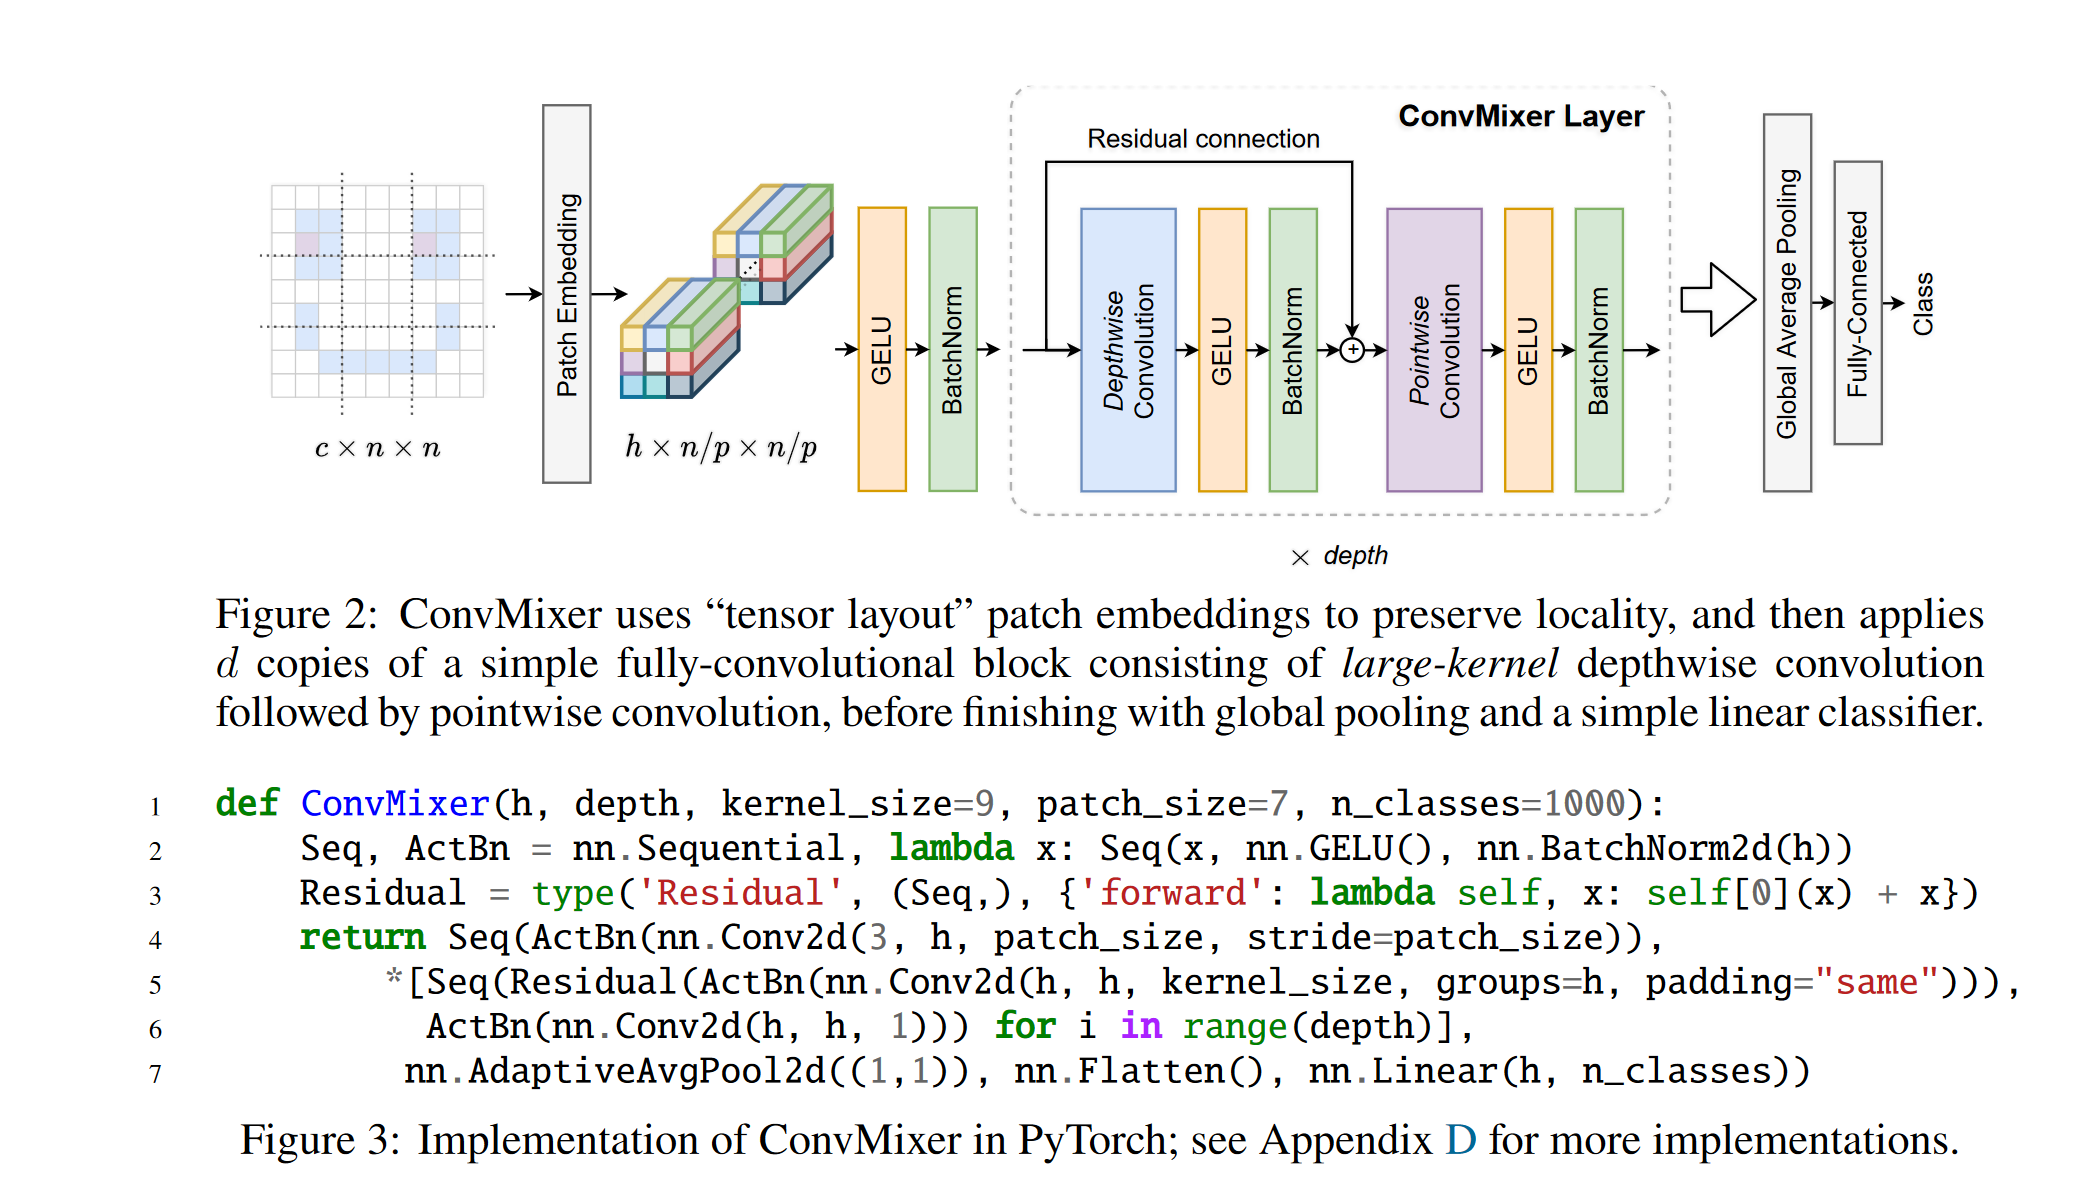 ConvMixer Layer
Residual connection
Patch Embedding
GELU
BatchNorm
Depthwise
Convolution
GELU
BatchNorm
+
Pointwise
Convolution
GELU
BatchNorm
Global Average Pooling
Fully-Connected
Class
c × n × n
h × n/p × n/p
× depth
Figure 2: ConvMixer uses “tensor layout” patch embeddings to preserve locality, and then applies
d copies of a simple fully-convolutional block consisting of large-kernel depthwise convolution
followed by pointwise convolution, before finishing with global pooling and a simple linear classifier.
1 def ConvMixer(h, depth, kernel_size=9, patch_size=7, n_classes=1000):
2 Seq, ActBn = nn.Sequential, lambda x: Seq(x, nn.GELU(), nn.BatchNorm2d(h))
3 Residual = type('Residual', (Seq,), {'forward': lambda self, x: self[0](x) + x})
4 return Seq(ActBn(nn.Conv2d(3, h, patch_size, stride=patch_size)),
5 *[Seq(Residual(ActBn(nn.Conv2d(h, h, kernel_size, groups=h, padding="same"))),
6 ActBn(nn.Conv2d(h, h, 1))) for i in range(depth)],
7 nn.AdaptiveAvgPool2d((1,1)), nn.Flatten(), nn.Linear(h, n_classes))
Figure 3: Implementation of ConvMixer in PyTorch; see Appendix D for more implementations.